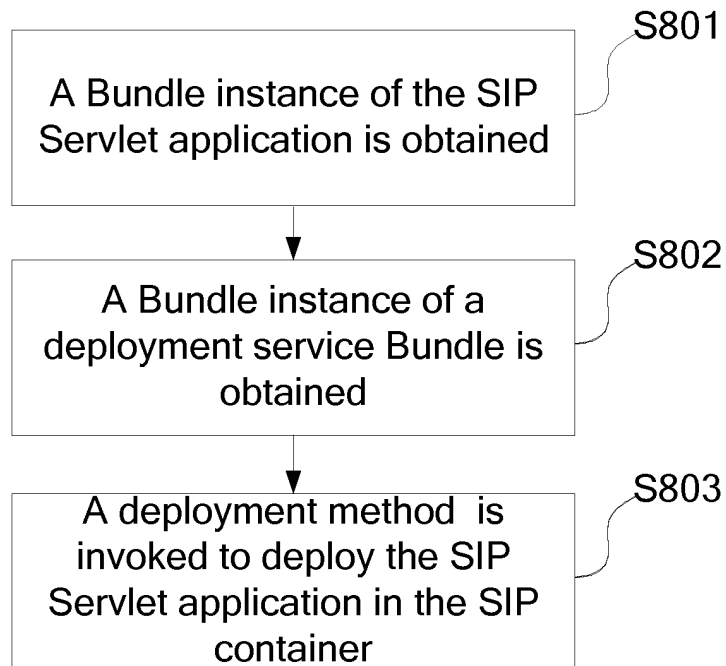 S801
A Bundle instance of the SIP
Servlet application is obtained
S802
A Bundle instance of a
deployment service Bundle is
obtained
S803
A deployment method is
invoked to deploy the SIP
Servlet application in the SIP
container